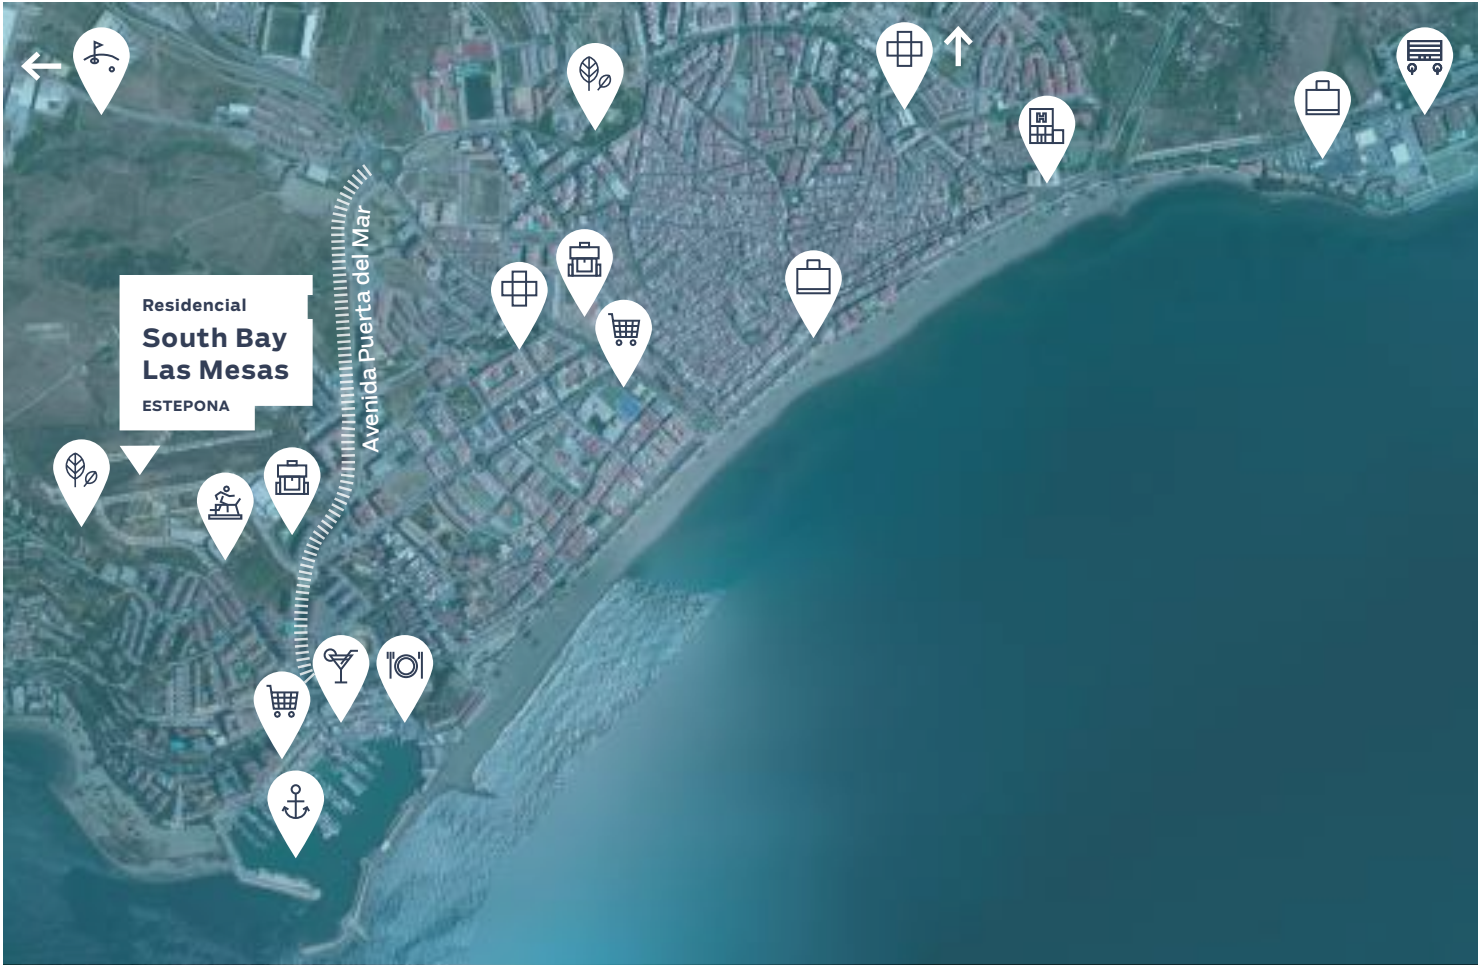 Residencial
South Bay
Las Mesas
ESTEPONA
Avenida Puerta del Mar
H